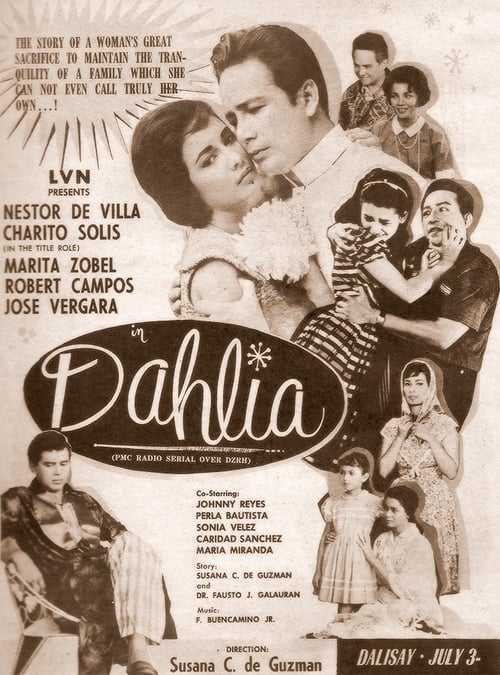 THE STORY OF A WOMAN'S GREAT
SACRIFICE TO MAINTAIN THE TRAN-
QUILITY OF A FAMILY WHICH SHE
CAN NOT EVEN CALL TRULY HER
OWN...!
LVN
PRESENTS
NESTOR DE VILLA
CHARITO SOLIS
(IN THE TITLE ROLE)
MARITA ZOBEL
ROBERT CAMPOS
JOSE VERGARA
in
Dahlia
(PMC RADIO SERIAL OVER DZRH)
Co-Starring:
JOHNNY REYES
PERLA BAUTISTA
SONIA VELEZ
CARIDAD SANCHEZ
MARIA MIRANDA
Story:
SUSANA C. DE GUZMAN
and
DR. FAUSTO J. GALAURAN
Music:
F. BUENCAMINO JR.
• DIRECTION:
Susana C. de Guzman
DALISAY • JULY 3-